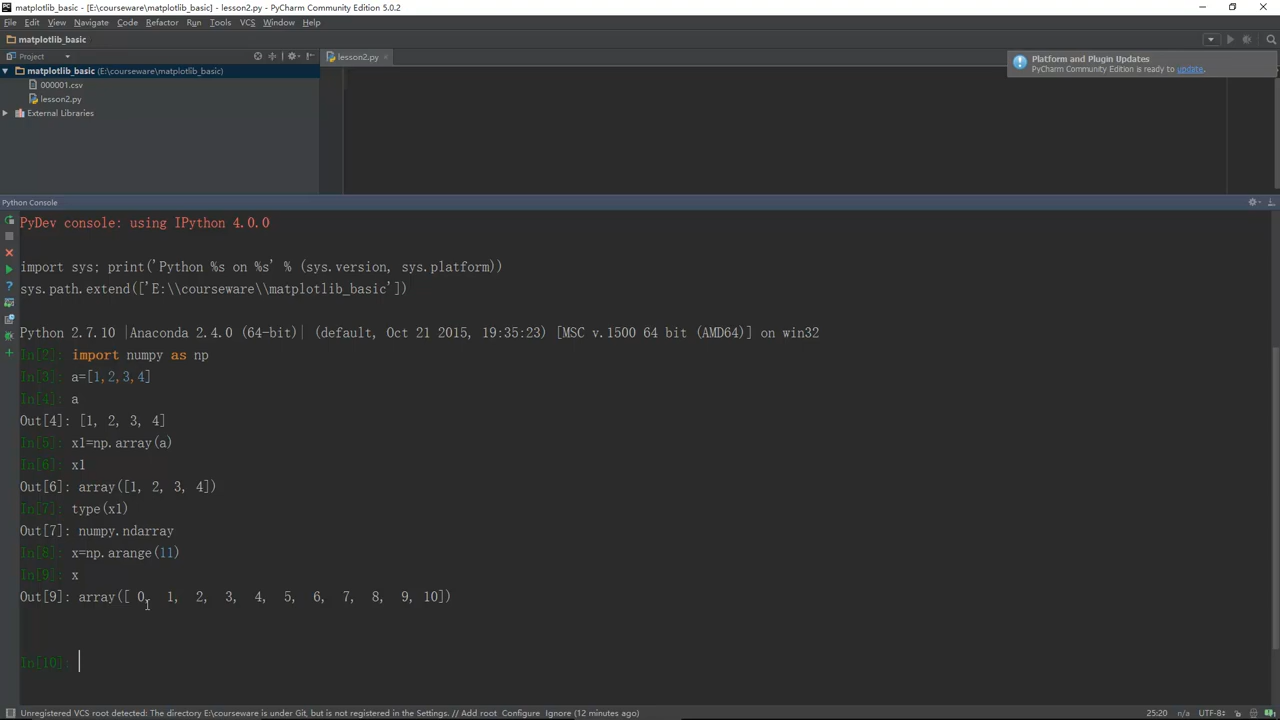 matplotlib_basic - [E:\courseware\matplotlib_basic] - lesson2.py - PyCharm Community Edition 5.0.2
File Edit View Navigate Code Refactor Run Tools VCS Window Help
matplotlib_basic
Project
lesson2.py
Platform and Plugin Updates
PyCharm Community Edition is ready to update.
matplotlib_basic (E:\courseware\matplotlib_basic)
000001.csv
lesson2.py
External Libraries
Python Console
PyDev console: using IPython 4.0.0
import sys; print('Python %s on %s' % (sys.version, sys.platform))
sys.path.extend(['E:\\courseware\\matplotlib_basic'])
Python 2.7.10 |Anaconda 2.4.0 (64-bit)| (default, Oct 21 2015, 19:35:23) [MSC v.1500 64 bit (AMD64)] on win32
In[2]: import numpy as np
In[3]: a=[1,2,3,4]
In[4]: a
Out[4]: [1, 2, 3, 4]
In[5]: x1=np.array(a)
In[6]: x1
Out[6]: array([1, 2, 3, 4])
In[7]: type(x1)
Out[7]: numpy.ndarray
In[8]: x=np.arange(11)
In[9]: x
Out[9]: array([ 0,  1,  2,  3,  4,  5,  6,  7,  8,  9, 10])
In[10]:
Unregistered VCS root detected: The directory E:\courseware is under Git, but is not registered in the Settings. // Add root Configure Ignore (12 minutes ago)
25:20 n/a UTF-8